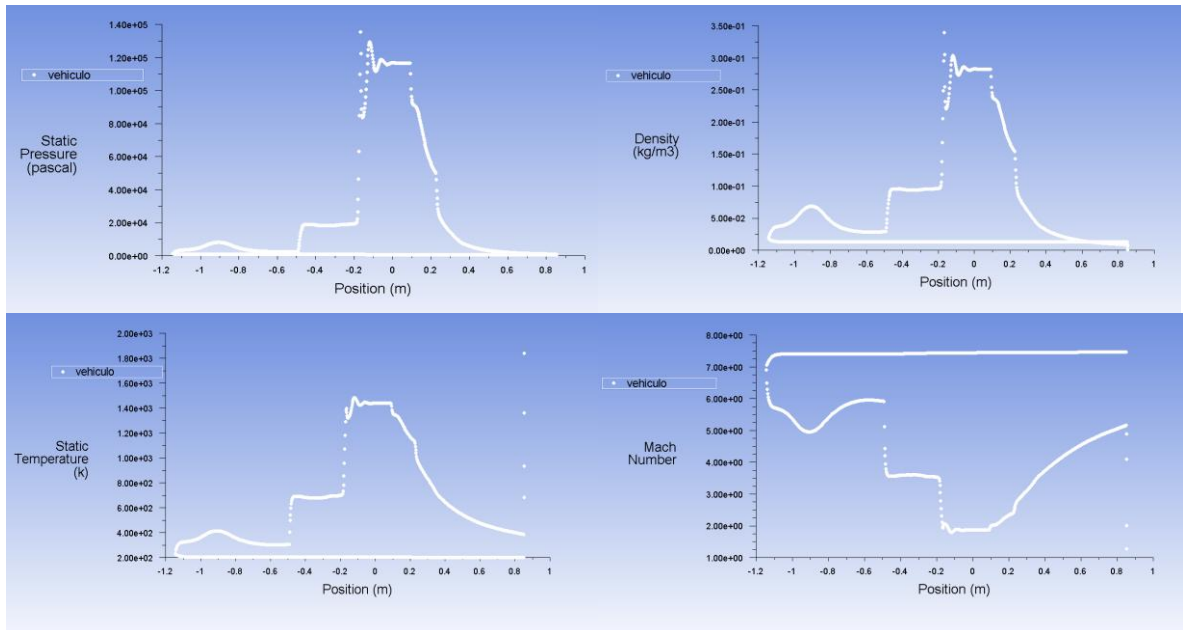 1.40e+05
1.20e+05
1.00e+05
8.00e+04
6.00e+04
4.00e+04
2.00e+04
0.00e+00
vehiculo
Static
Pressure
(pascal)
-1.2 -1 -0.8 -0.6 -0.4 -0.2 0 0.2 0.4 0.6 0.8 1
Position (m)
3.50e-01
3.00e-01
2.50e-01
2.00e-01
1.50e-01
1.00e-01
5.00e-02
0.00e+00
vehiculo
Density
(kg/m3)
-1.2 -1 -0.8 -0.6 -0.4 -0.2 0 0.2 0.4 0.6 0.8 1
Position (m)
2.00e+03
1.80e+03
1.60e+03
1.40e+03
1.20e+03
1.00e+03
8.00e+02
6.00e+02
4.00e+02
2.00e+02
vehiculo
Static
Temperature
(k)
-1.2 -1 -0.8 -0.6 -0.4 -0.2 0 0.2 0.4 0.6 0.8 1
Position (m)
8.00e+00
7.00e+00
6.00e+00
5.00e+00
4.00e+00
3.00e+00
2.00e+00
1.00e+00
vehiculo
Mach
Number
-1.2 -1 -0.8 -0.6 -0.4 -0.2 0 0.2 0.4 0.6 0.8 1
Position (m)